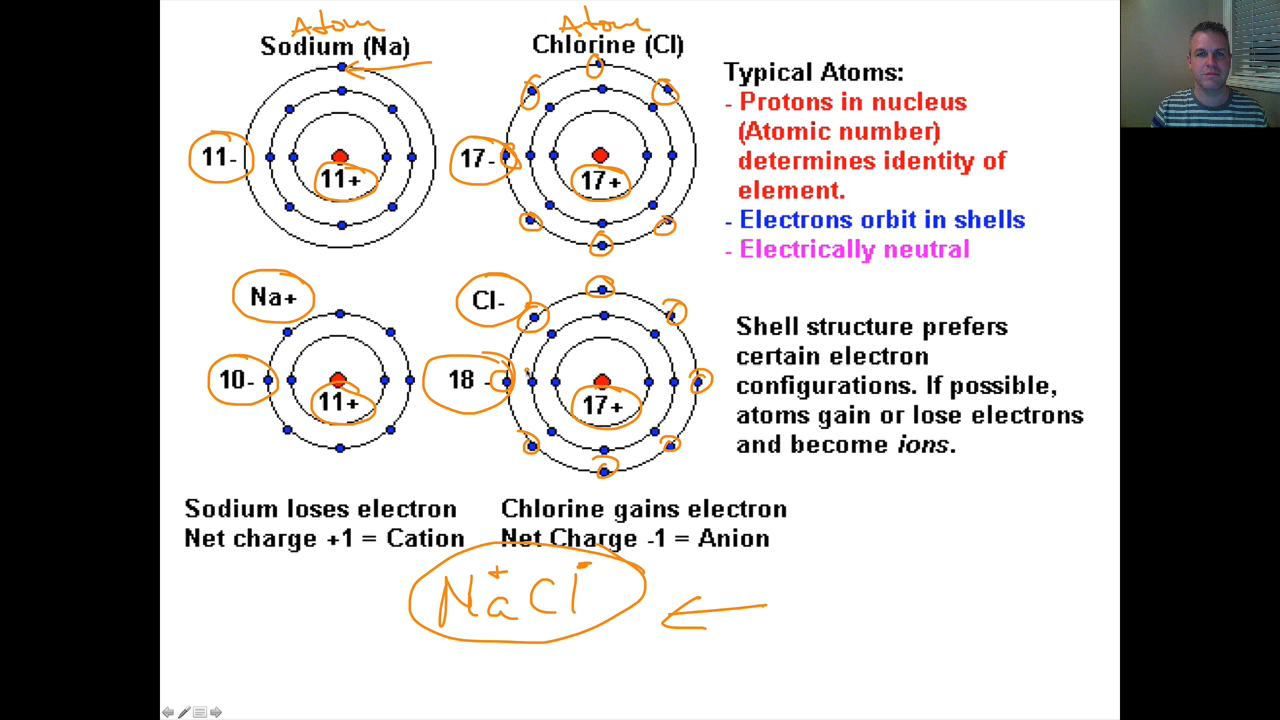 Atom
Atom
Sodium (Na)
Chlorine (Cl)
11-
11+
17-
17+
Typical Atoms:
- Protons in nucleus
(Atomic number)
determines identity of
element.
- Electrons orbit in shells
- Electrically neutral
Na+
10-
11+
Cl-
18 -
17+
Shell structure prefers
certain electron
configurations. If possible,
atoms gain or lose electrons
and become ions.
Sodium loses electron
Net charge +1 = Cation
Chlorine gains electron
Net Charge -1 = Anion
Na+ Cl-